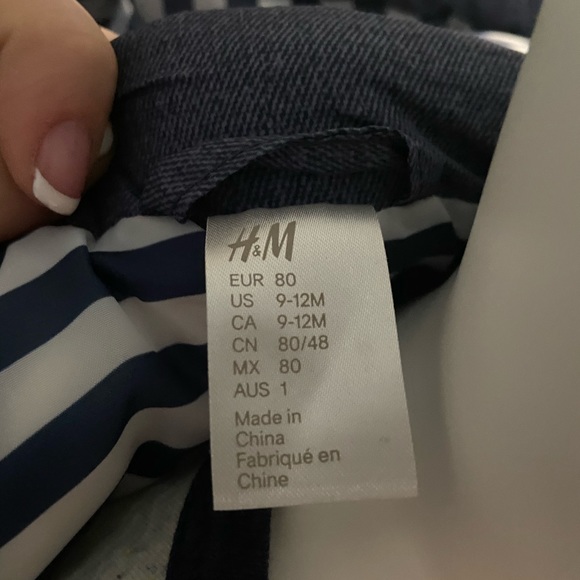 H&M
EUR 80
US 9-12M
CA 9-12M
CN 80/48
MX 80
AUS 1
Made in
China
Fabriqué en
Chine